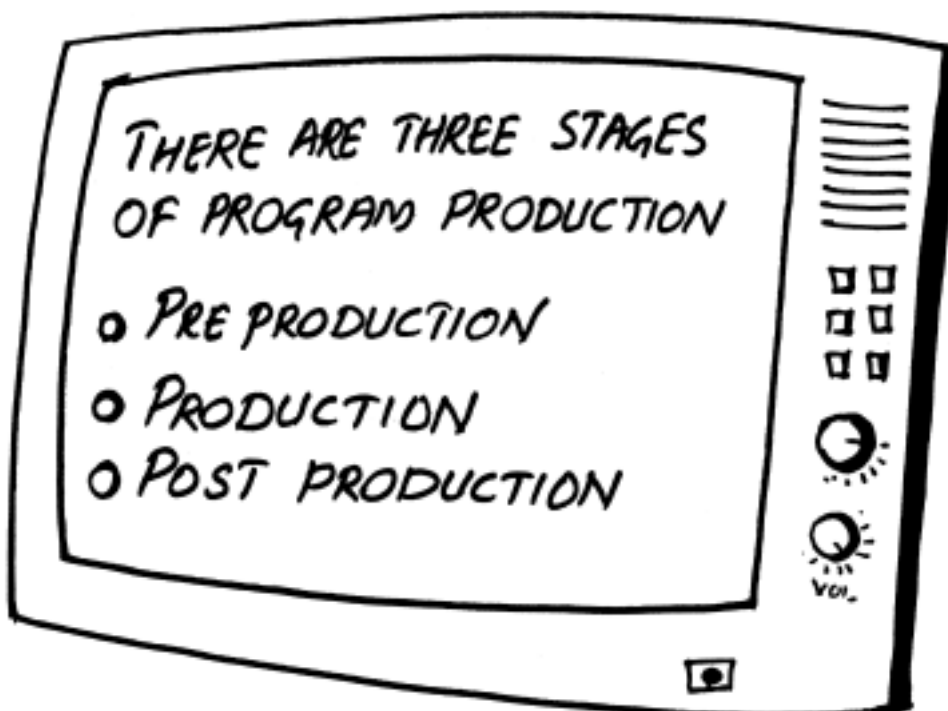 THERE ARE THREE STAGES
OF PROGRAM PRODUCTION
PRE PRODUCTION
PRODUCTION
POST PRODUCTION
VOL.